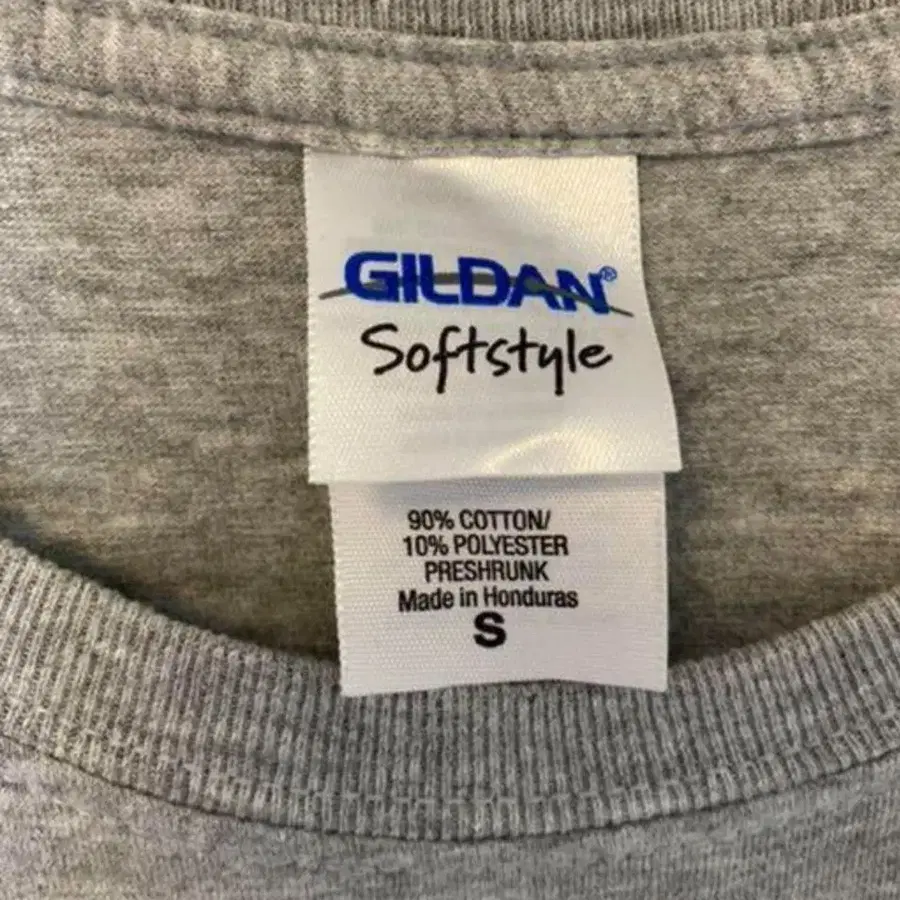 GILDAN®
Softstyle
90% COTTON/
10% POLYESTER
PRESHRUNK
Made in Honduras
S